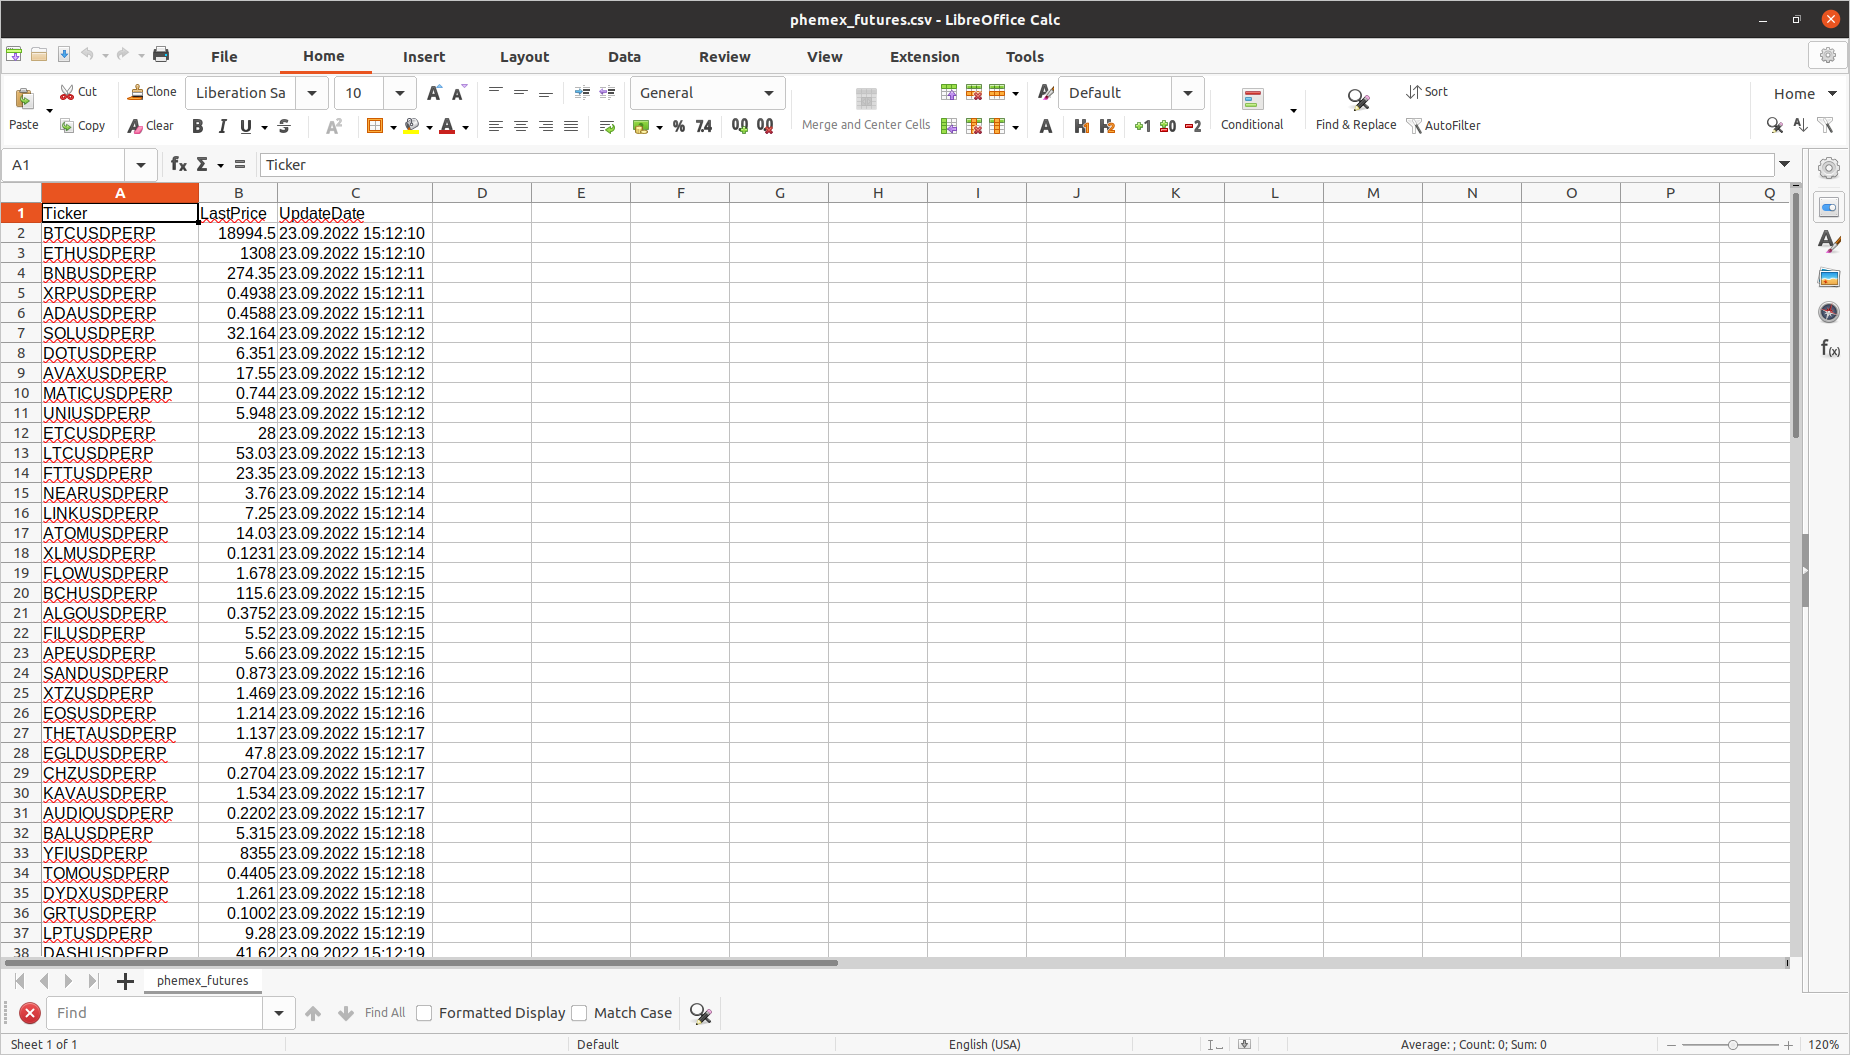 phemex_futures.csv - LibreOffice Calc
File Home Insert Layout Data Review View Extension Tools
Paste Cut Copy Clone Clear Liberation Sa 10 General Merge and Center Cells Default Conditional Find & Replace Sort AutoFilter Home
A1 Ticker
A B C D E F G H I J K L M N O P Q
1 Ticker LastPrice UpdateDate
2 BTCUSDPERP 18994.5 23.09.2022 15:12:10
3 ETHUSDPERP 1308 23.09.2022 15:12:10
4 BNBUSDPERP 274.35 23.09.2022 15:12:11
5 XRPUSDPERP 0.4938 23.09.2022 15:12:11
6 ADAUSDPERP 0.4588 23.09.2022 15:12:11
7 SOLUSDPERP 32.164 23.09.2022 15:12:12
8 DOTUSDPERP 6.351 23.09.2022 15:12:12
9 AVAXUSDPERP 17.55 23.09.2022 15:12:12
10 MATICUSDPERP 0.744 23.09.2022 15:12:12
11 UNIUSDPERP 5.948 23.09.2022 15:12:12
12 ETCUSDPERP 28 23.09.2022 15:12:13
13 LTCUSDPERP 53.03 23.09.2022 15:12:13
14 FTTUSDPERP 23.35 23.09.2022 15:12:13
15 NEARUSDPERP 3.76 23.09.2022 15:12:14
16 LINKUSDPERP 7.25 23.09.2022 15:12:14
17 ATOMUSDPERP 14.03 23.09.2022 15:12:14
18 XLMUSDPERP 0.1231 23.09.2022 15:12:14
19 FLOWUSDPERP 1.678 23.09.2022 15:12:15
20 BCHUSDPERP 115.6 23.09.2022 15:12:15
21 ALGOUSDPERP 0.3752 23.09.2022 15:12:15
22 FILUSDPERP 5.52 23.09.2022 15:12:15
23 APEUSDPERP 5.66 23.09.2022 15:12:15
24 SANDUSDPERP 0.873 23.09.2022 15:12:16
25 XTZUSDPERP 1.469 23.09.2022 15:12:16
26 EOSUSDPERP 1.214 23.09.2022 15:12:16
27 THETAUSDPERP 1.137 23.09.2022 15:12:17
28 EGLDUSDPERP 47.8 23.09.2022 15:12:17
29 CHZUSDPERP 0.2704 23.09.2022 15:12:17
30 KAVAUSDPERP 1.534 23.09.2022 15:12:17
31 AUDIOUSDPERP 0.2202 23.09.2022 15:12:17
32 BALUSDPERP 5.315 23.09.2022 15:12:18
33 YFIUSDPERP 8355 23.09.2022 15:12:18
34 TOMOUSDPERP 0.4405 23.09.2022 15:12:18
35 DYDXUSDPERP 1.261 23.09.2022 15:12:18
36 GRTUSDPERP 0.1002 23.09.2022 15:12:19
37 LPTUSDPERP 9.28 23.09.2022 15:12:19
38 DASHUSDPERP 41.62 23.09.2022 15:12:19
phemex_futures
Find Find All Formatted Display Match Case
Sheet 1 of 1 Default English (USA) Average: ; Count: 0; Sum: 0 120%